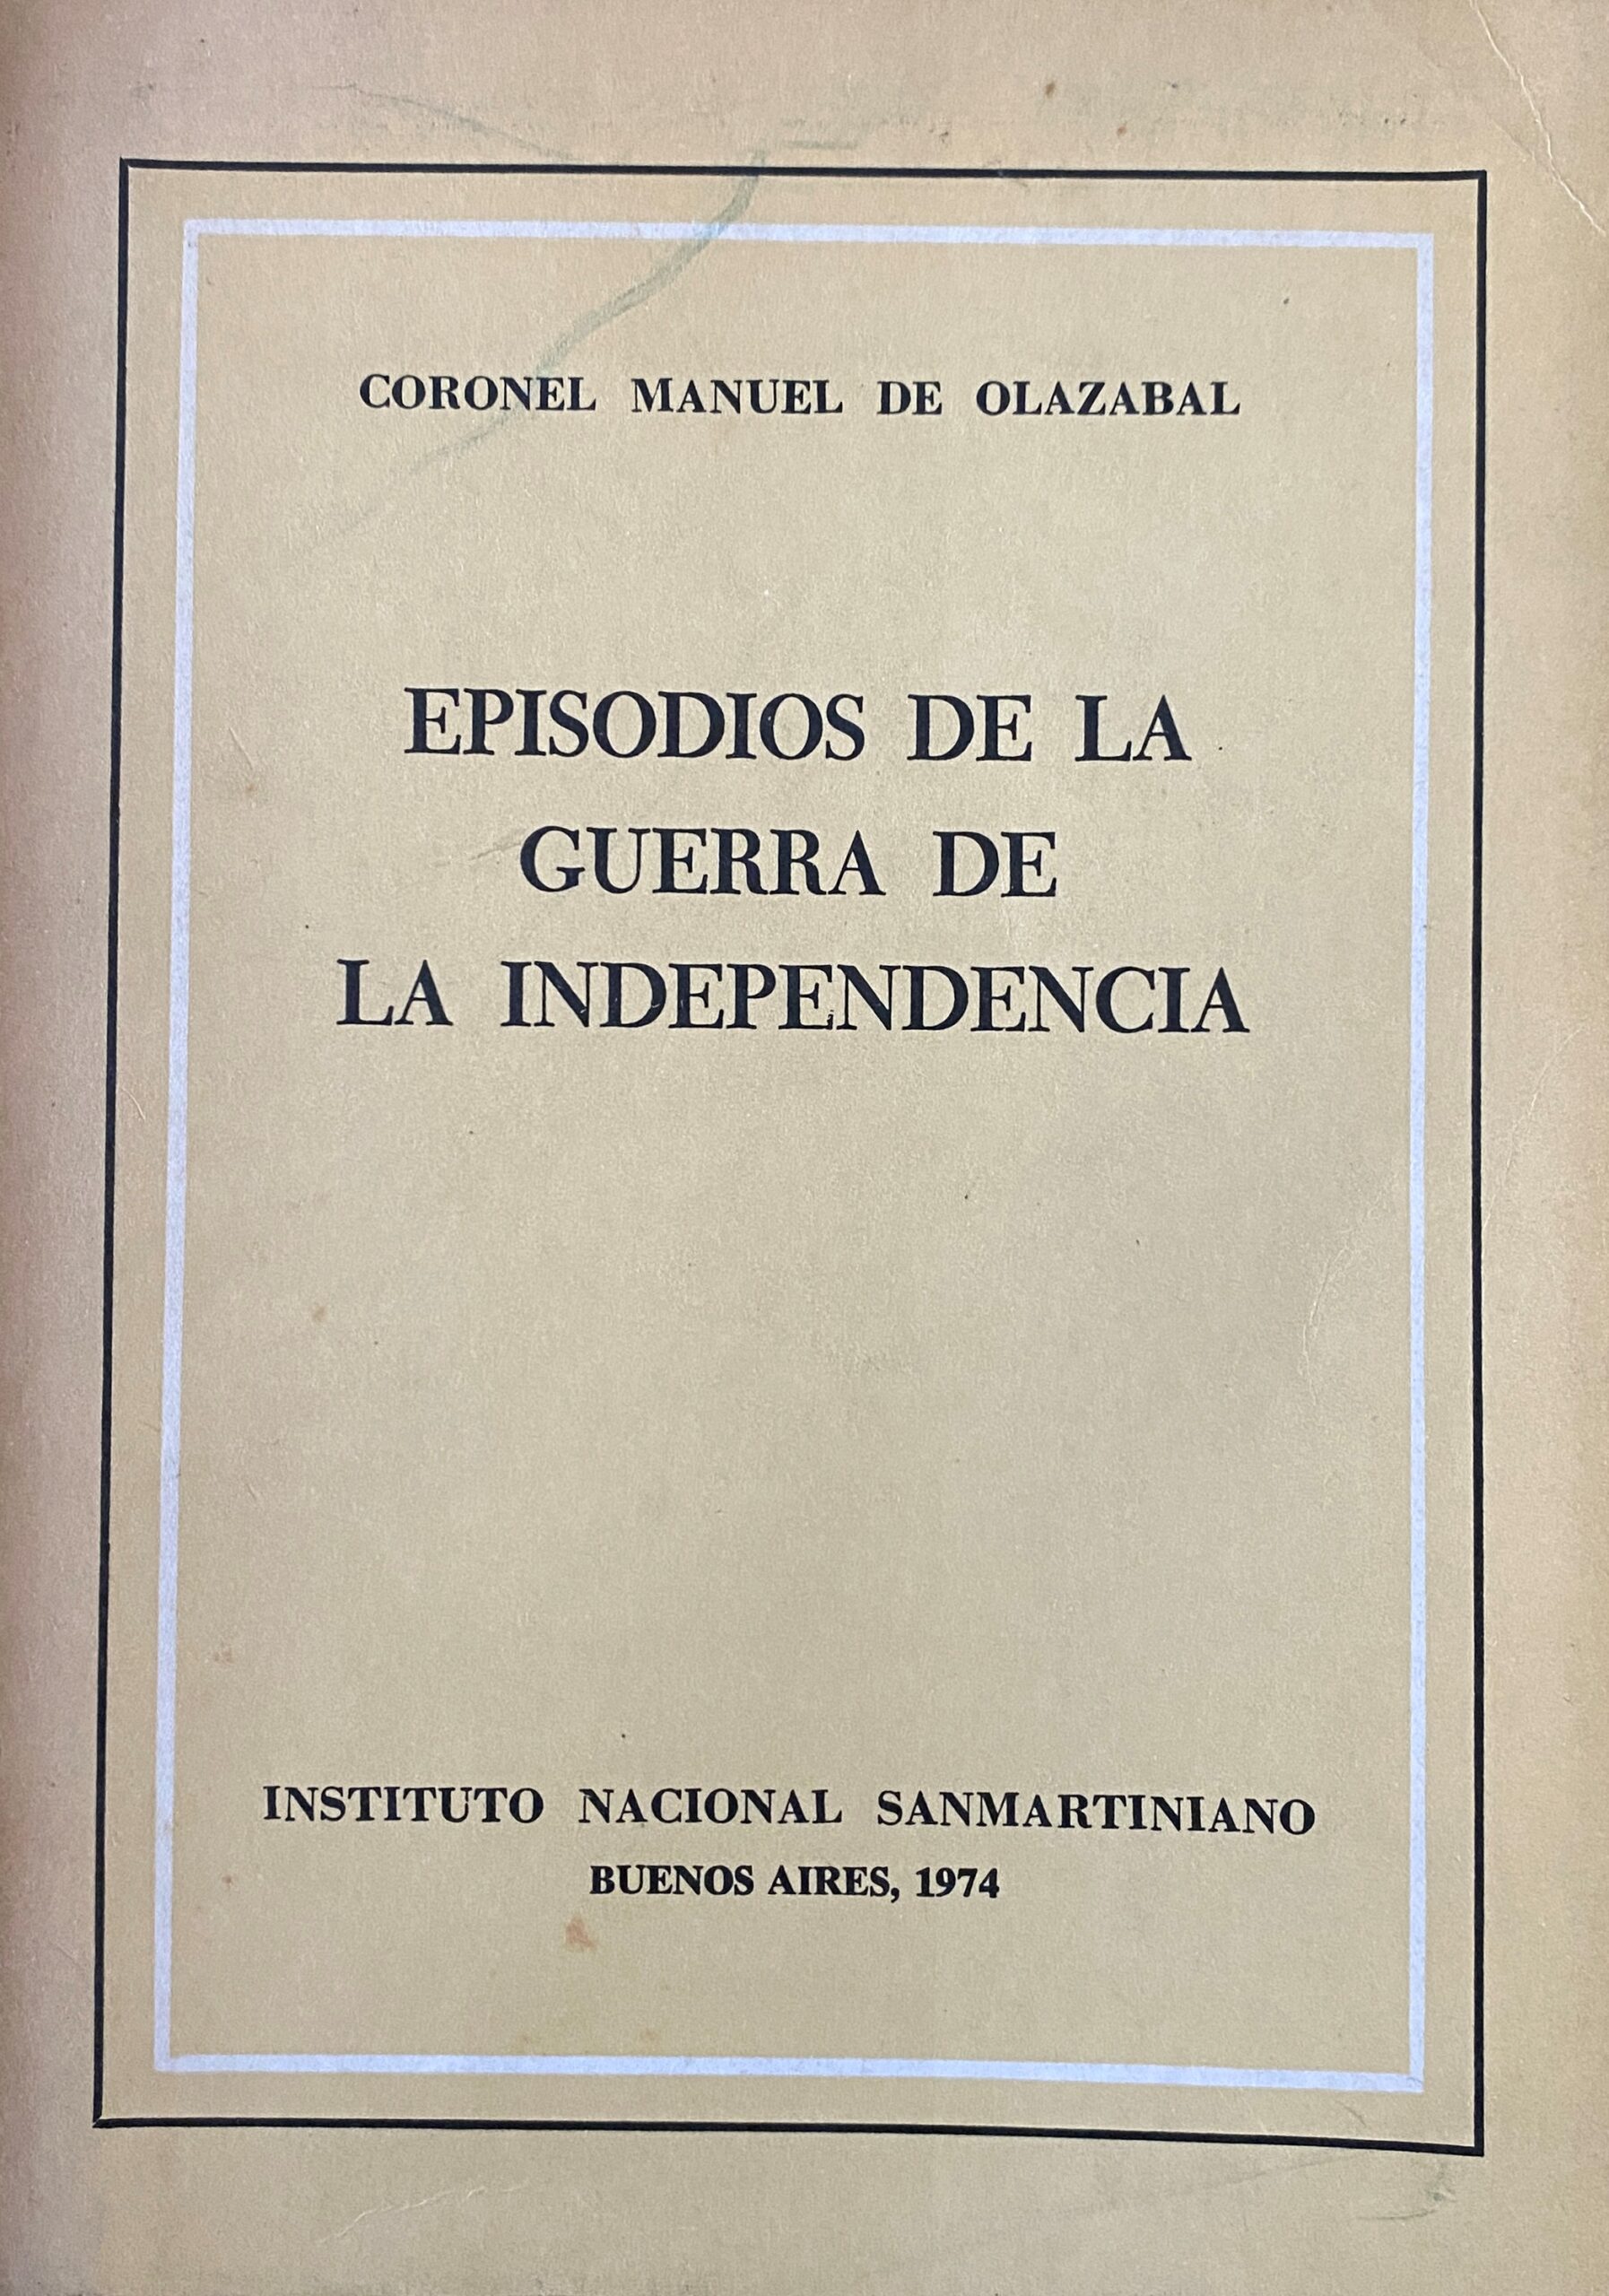 CORONEL MANUEL DE OLAZABAL
EPISODIOS DE LA
GUERRA DE
LA INDEPENDENCIA
INSTITUTO NACIONAL SANMARTINIANO
BUENOS AIRES, 1974